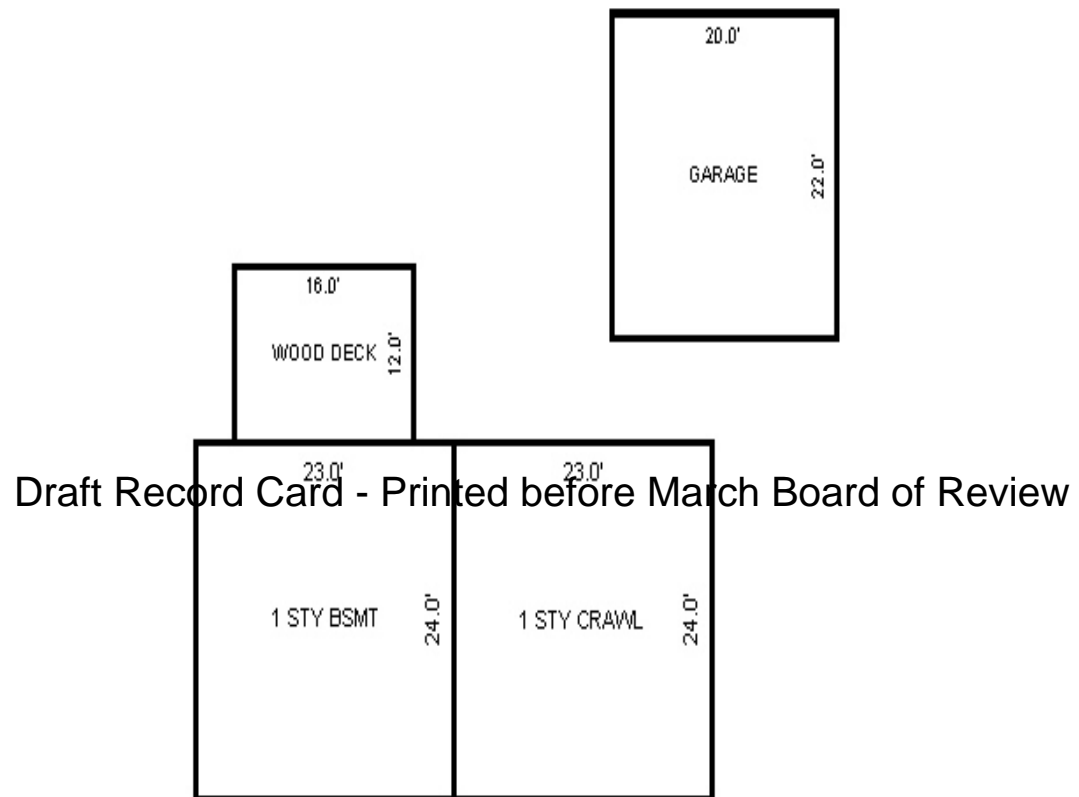 20.0'
GARAGE
22.0'
16.0'
WOOD DECK
12.0'
23.0'
23.0'
Draft Record Card - Printed before March Board of Review
1 STY BSMT
24.0'
1 STY CRAWL
24.0'